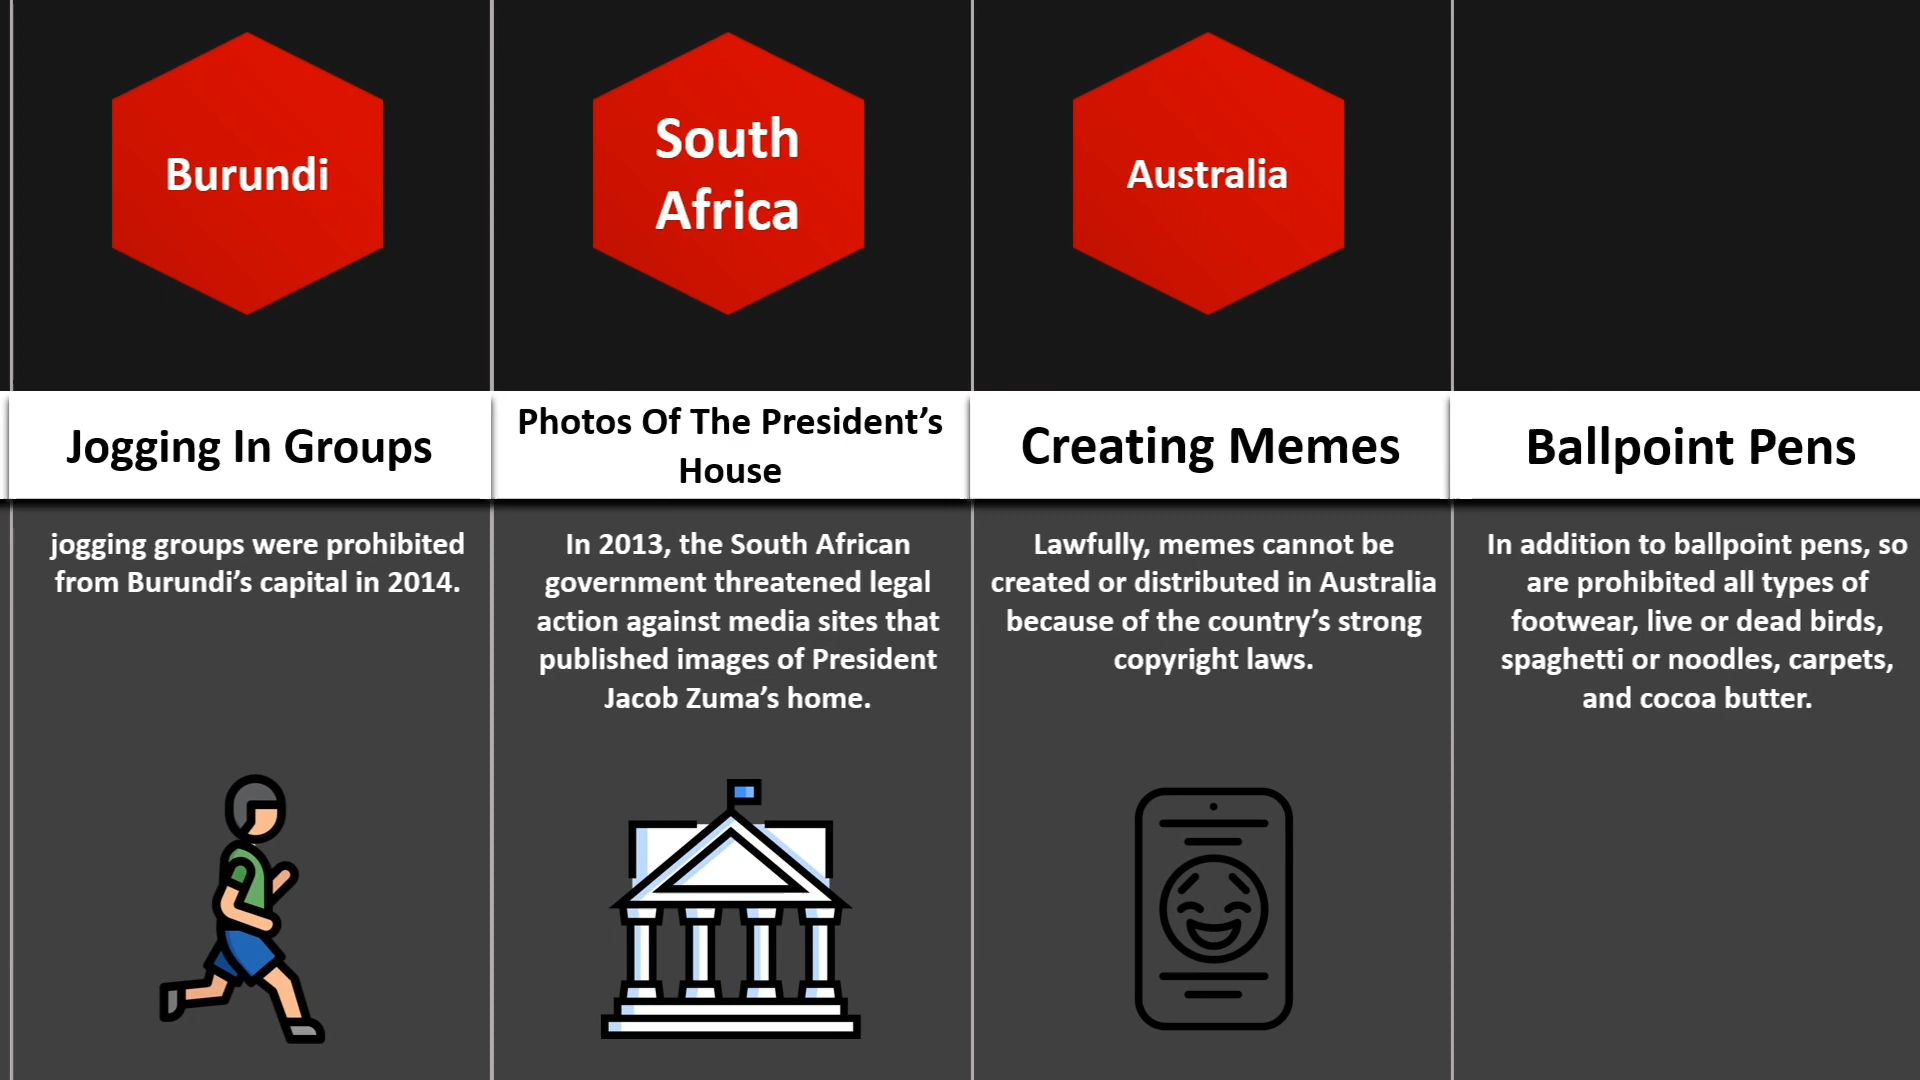 Burundi
Jogging In Groups
jogging groups were prohibited
from Burundi’s capital in 2014.
South
Africa
Photos Of The President’s
House
In 2013, the South African
government threatened legal
action against media sites that
published images of President
Jacob Zuma’s home.
Australia
Creating Memes
Lawfully, memes cannot be
created or distributed in Australia
because of the country’s strong
copyright laws.
Ballpoint Pens
In addition to ballpoint pens, so
are prohibited all types of
footwear, live or dead birds,
spaghetti or noodles, carpets,
and cocoa butter.